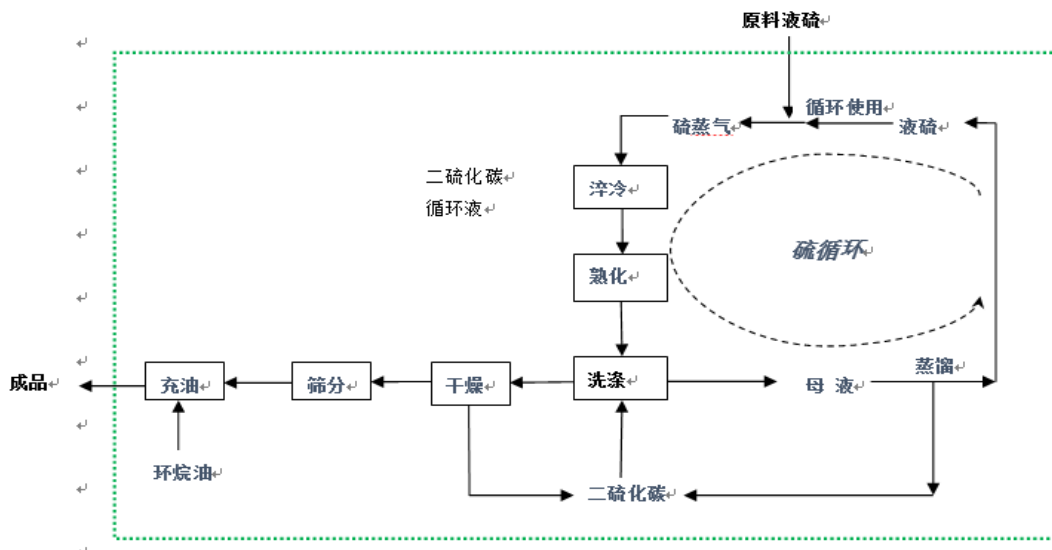 原料液硫
循环使用
硫蒸气
液硫
二硫化碳
循环液
淬冷
硫循环
熟化
成品
充油
筛分
干燥
洗涤
母 液
蒸馏
环烷油
二硫化碳